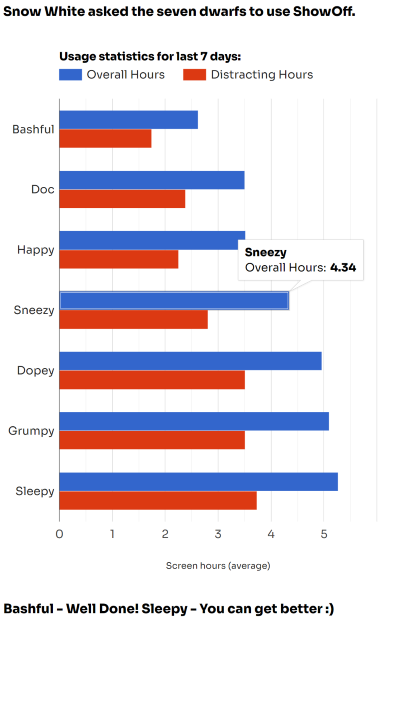 Snow White asked the seven dwarfs to use ShowOff.
Usage statistics for last 7 days:
Overall Hours Distracting Hours
Bashful
Doc
Happy
Sneezy
Overall Hours: 4.34
Sneezy
Dopey
Grumpy
Sleepy
0 1 2 3 4 5
Screen hours (average)
Bashful - Well Done! Sleepy - You can get better :)